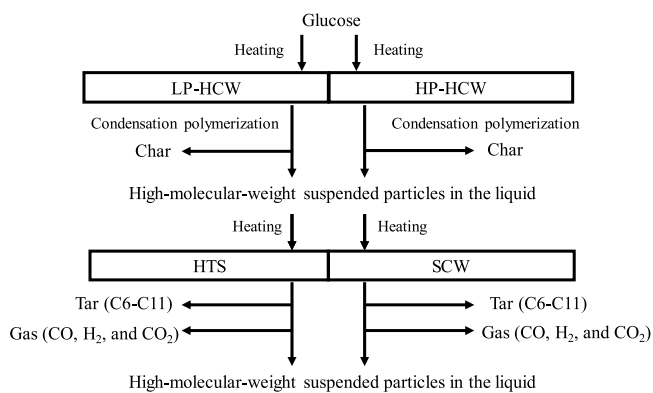 Glucose
Heating Heating
LP-HCW HP-HCW
Condensation polymerization Condensation polymerization
Char Char
High-molecular-weight suspended particles in the liquid
Heating Heating
HTS SCW
Tar (C6-C11) Tar (C6-C11)
Gas (CO, H₂, and CO₂) Gas (CO, H₂, and CO₂)
High-molecular-weight suspended particles in the liquid